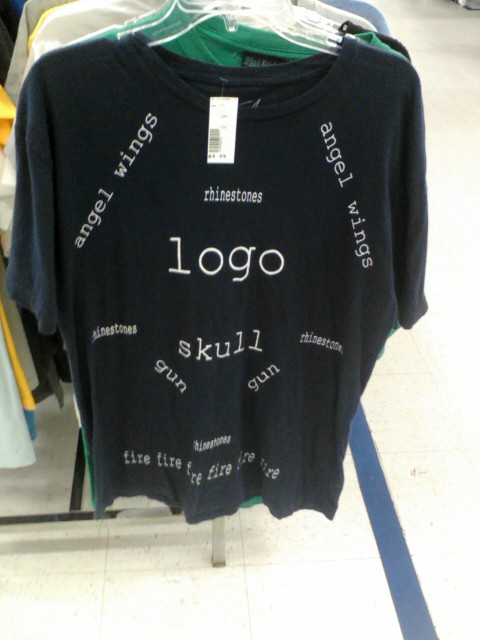 angel wings
angel wings
rhinestones
logo
rhinestones
skull
rhinestones
gun
gun
rhinestones
fire fire fire fire fire fire